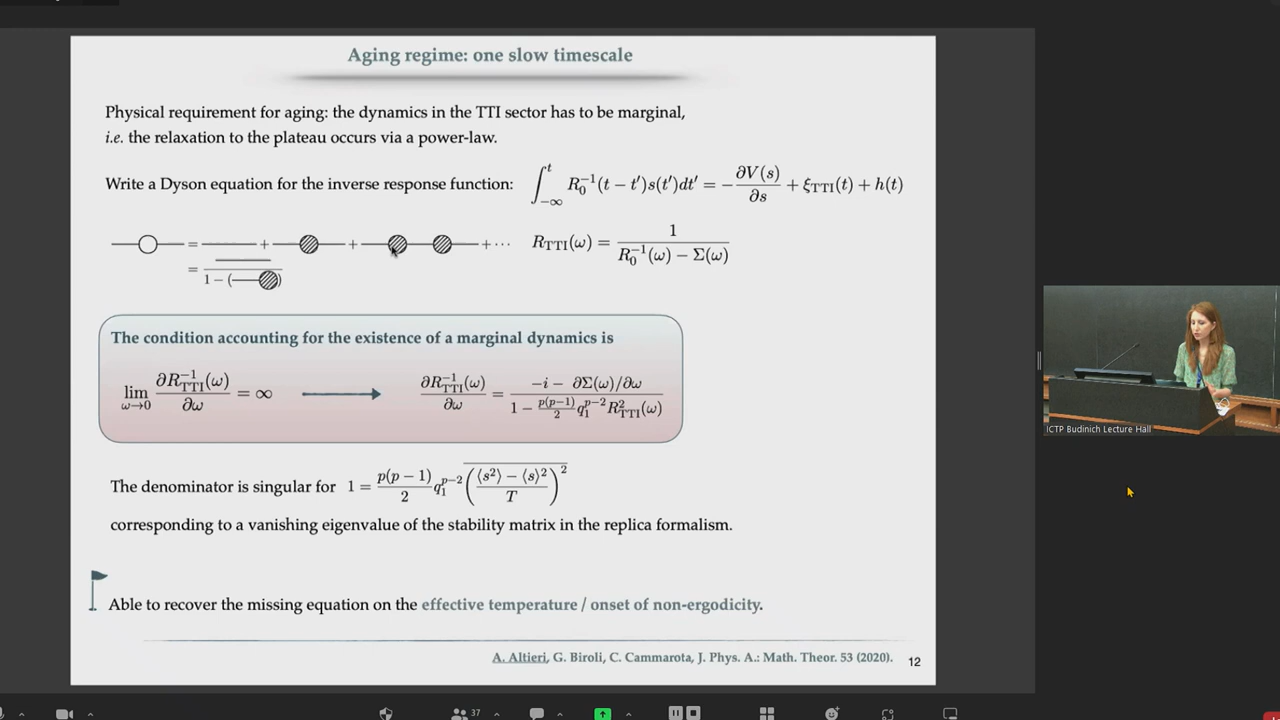 Aging regime: one slow timescale
Physical requirement for aging: the dynamics in the TTI sector has to be marginal,
i.e. the relaxation to the plateau occurs via a power-law.
Write a Dyson equation for the inverse response function: ∫_{-∞}^{t} R_0^{-1}(t − t′)s(t′)dt′ = −∂V(s)/∂s + ξ_TTI(t) + h(t)
= + + + ⋯ R_TTI(ω) = 1/(R_0^{-1}(ω) − Σ(ω))
= 1 − ( )
The condition accounting for the existence of a marginal dynamics is
lim_{ω→0} ∂R_TTI^{-1}(ω)/∂ω = ∞ ⟶ ∂R_TTI^{-1}(ω)/∂ω = (−i − ∂Σ(ω)/∂ω)/(1 − (p(p−1)/2) q_1^{p−2} R_TTI^2(ω))
The denominator is singular for 1 = (p(p − 1)/2) q_1^{p−2} \overline{((⟨s²⟩ − ⟨s⟩²)/T)^2}
corresponding to a vanishing eigenvalue of the stability matrix in the replica formalism.
Able to recover the missing equation on the effective temperature / onset of non-ergodicity.
A. Altieri, G. Biroli, C. Cammarota, J. Phys. A.: Math. Theor. 53 (2020). 12
ICTP Budinich Lecture Hall
37